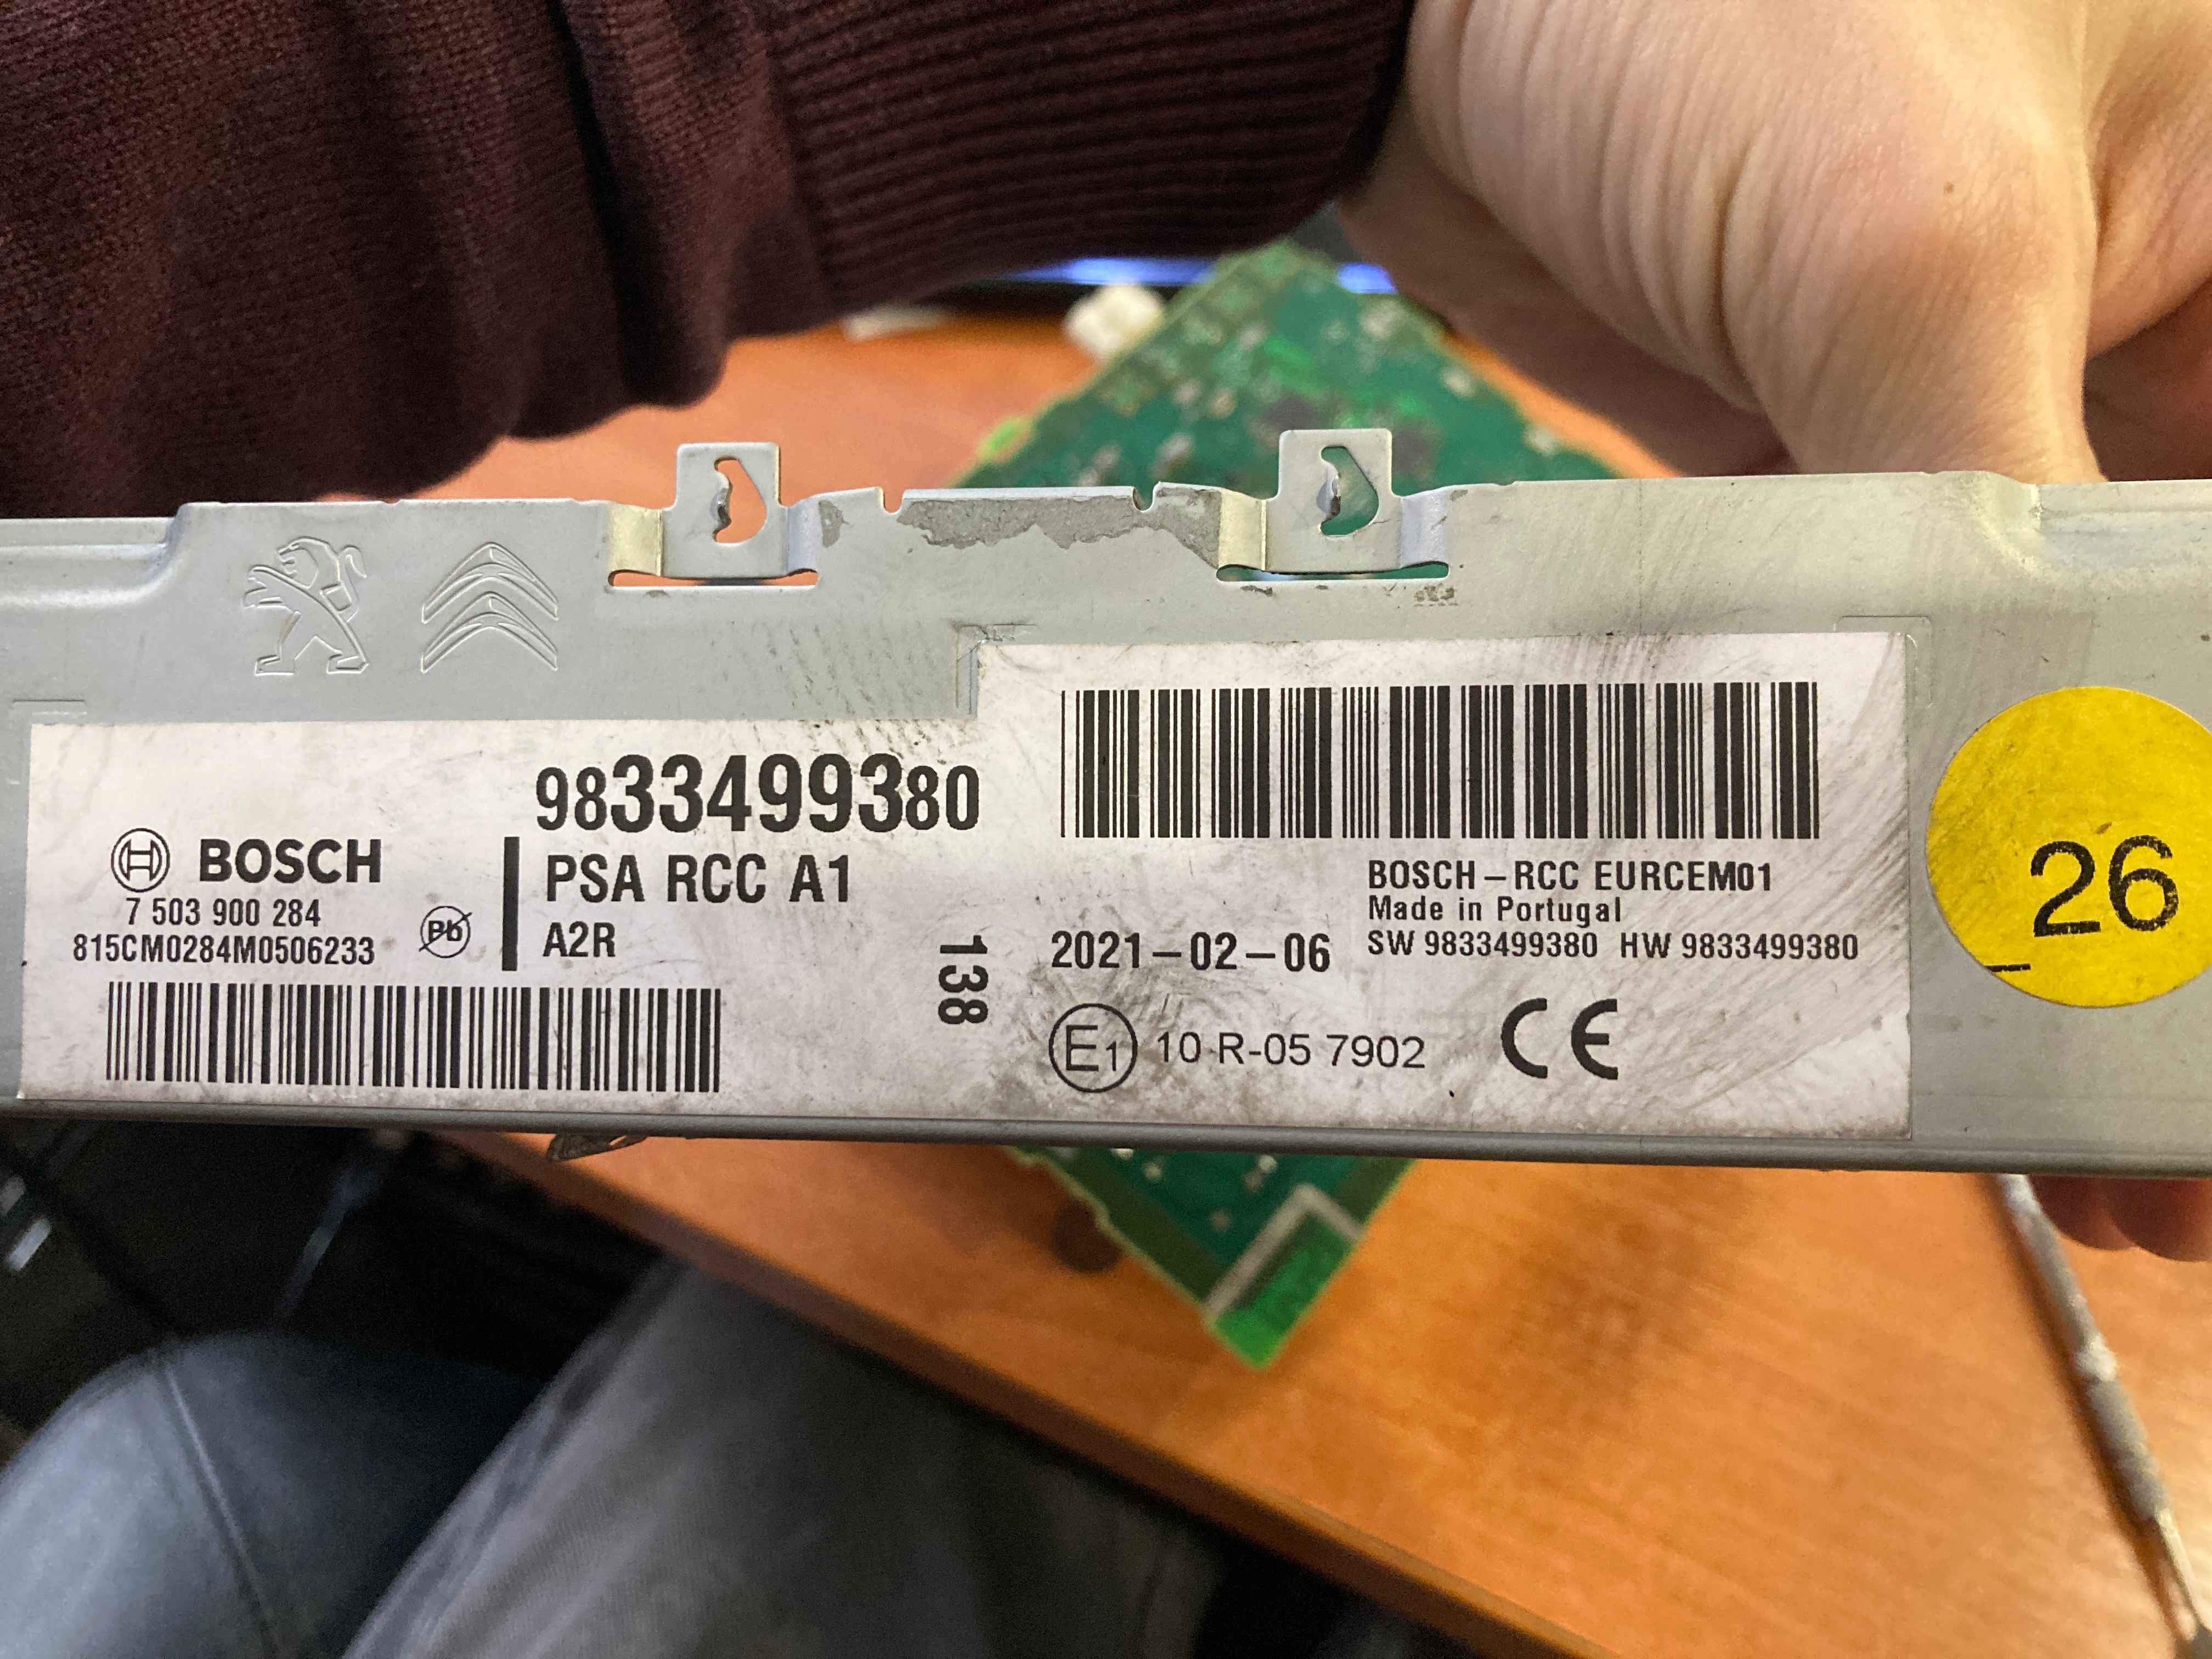 9833499380
BOSCH
7 503 900 284
815CM0284M0506233
Pb
PSA RCC A1
A2R
138
2021-02-06
BOSCH-RCC EURCEM01
Made in Portugal
SW 9833499380 HW 9833499380
E1 10 R-05 7902
CE
26